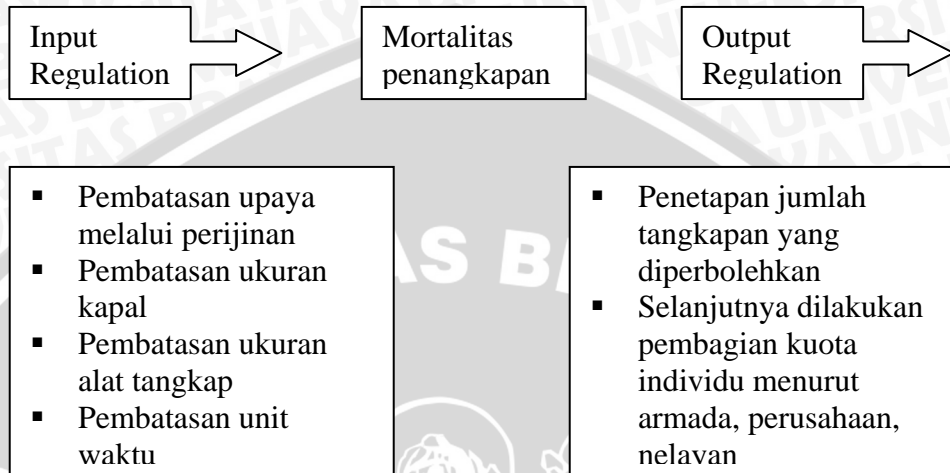 Input
Regulation
Mortalitas
penangkapan
Output
Regulation
▪ Pembatasan upaya
melalui perijinan
▪ Pembatasan ukuran
kapal
▪ Pembatasan ukuran
alat tangkap
▪ Pembatasan unit
waktu
▪ Penetapan jumlah
tangkapan yang
diperbolehkan
▪ Selanjutnya dilakukan
pembagian kuota
individu menurut
armada, perusahaan,
nelayan
AS B